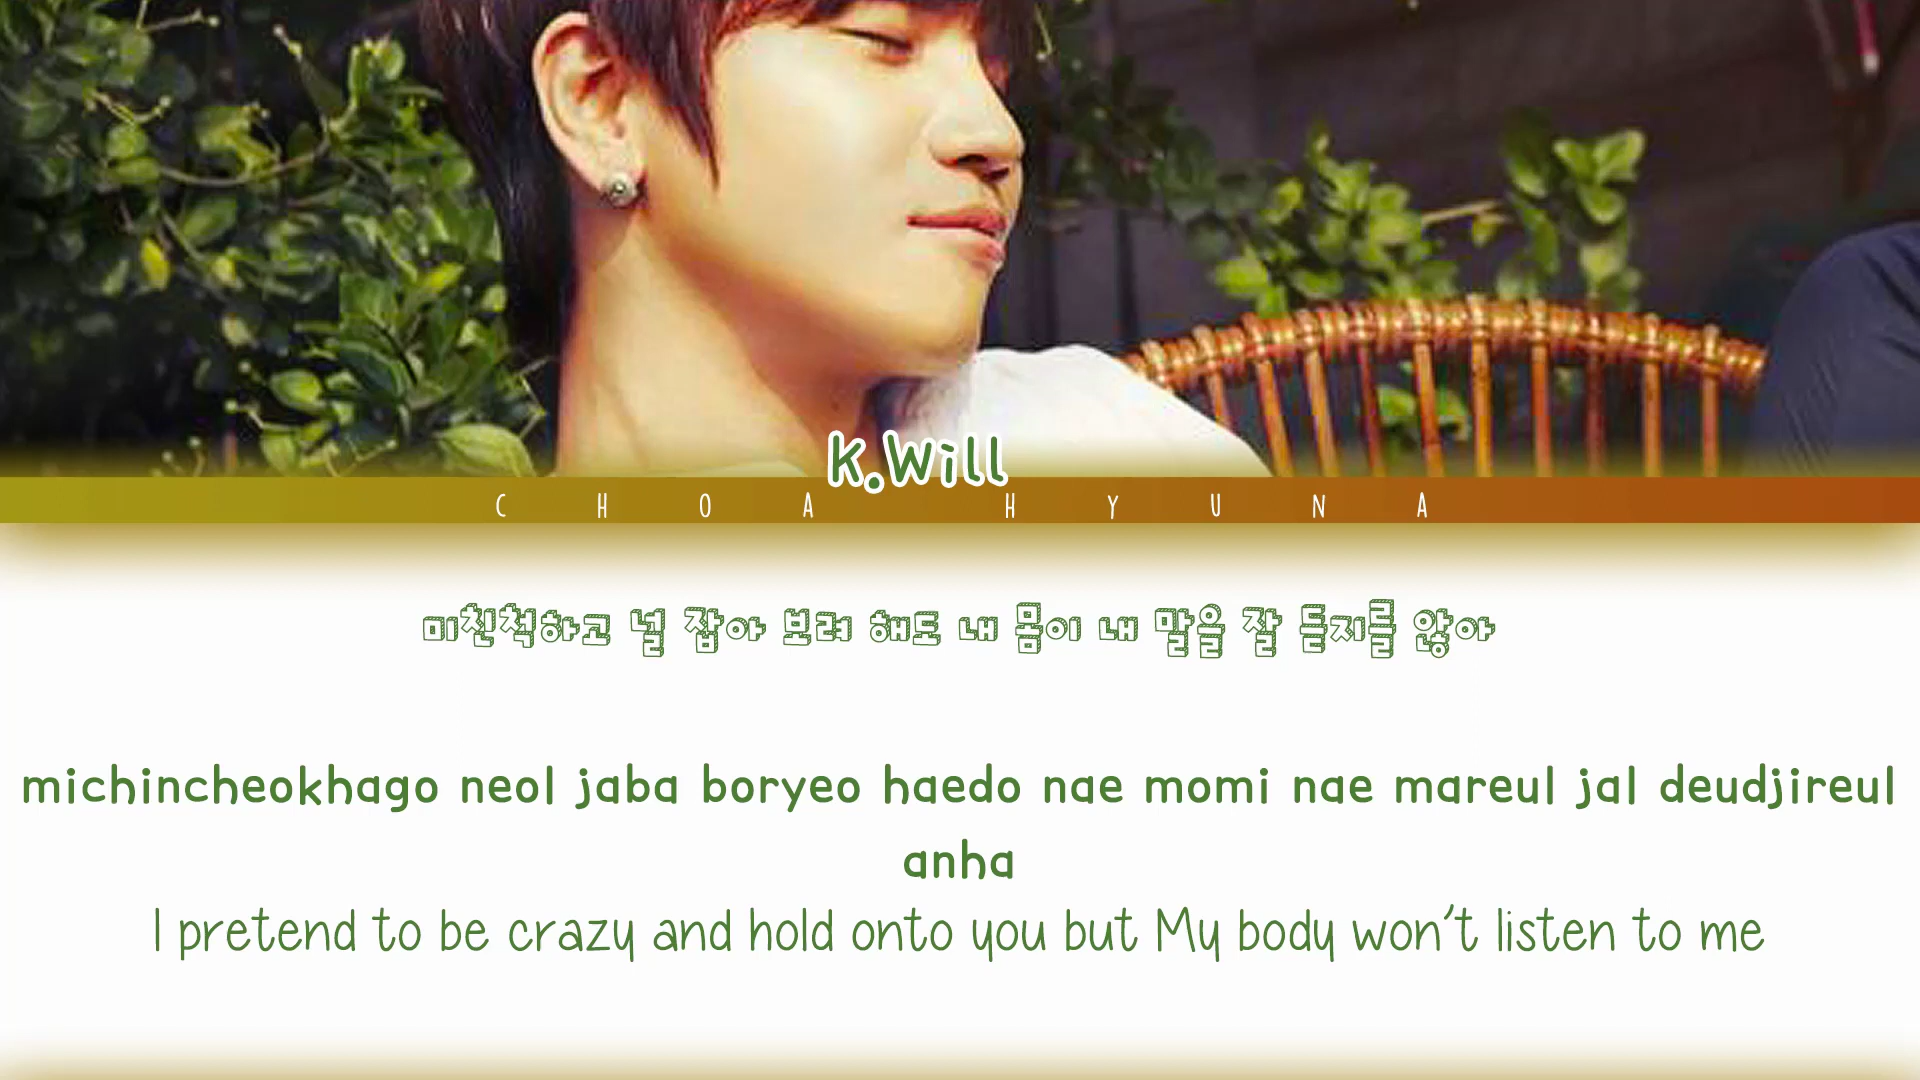 K.Will
CHOA HYUNA
미친척하고 널 잡아 보려 해도 내 몸이 내 말을 잘 듣지를 않아
michincheokhago neol jaba boryeo haedo nae momi nae mareul jal deudjireul
anha
I pretend to be crazy and hold onto you but My body won't listen to me